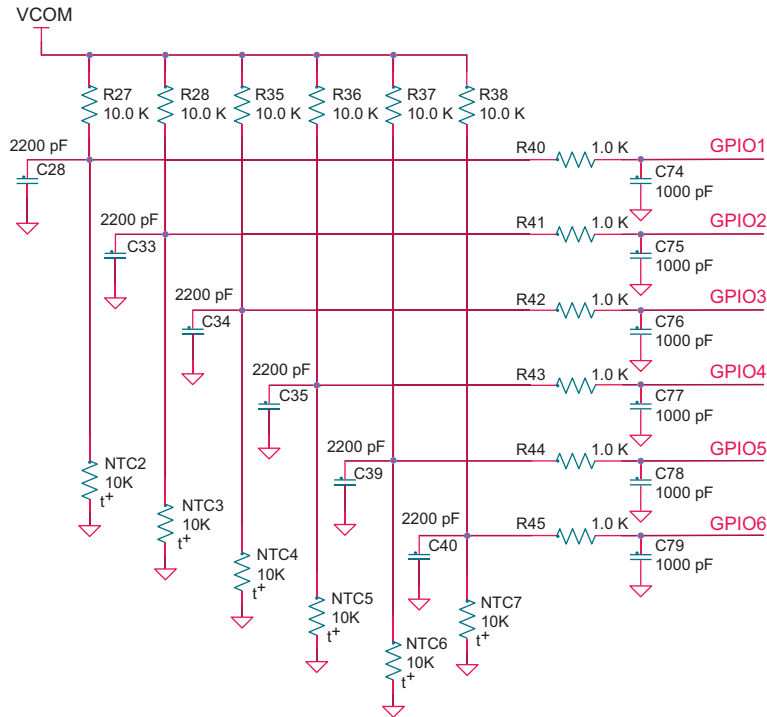 VCOM
R27
10.0 K
R28
10.0 K
R35
10.0 K
R36
10.0 K
R37
10.0 K
R38
10.0 K
2200 pF
C28
R40
1.0 K
GPIO1
C74
1000 pF
2200 pF
C33
R41
1.0 K
GPIO2
C75
1000 pF
2200 pF
C34
R42
1.0 K
GPIO3
C76
1000 pF
2200 pF
C35
R43
1.0 K
GPIO4
C77
1000 pF
2200 pF
C39
R44
1.0 K
GPIO5
C78
1000 pF
2200 pF
C40
R45
1.0 K
GPIO6
C79
1000 pF
NTC2
10K
t+
NTC3
10K
t+
NTC4
10K
t+
NTC5
10K
t+
NTC6
10K
t+
NTC7
10K
t+